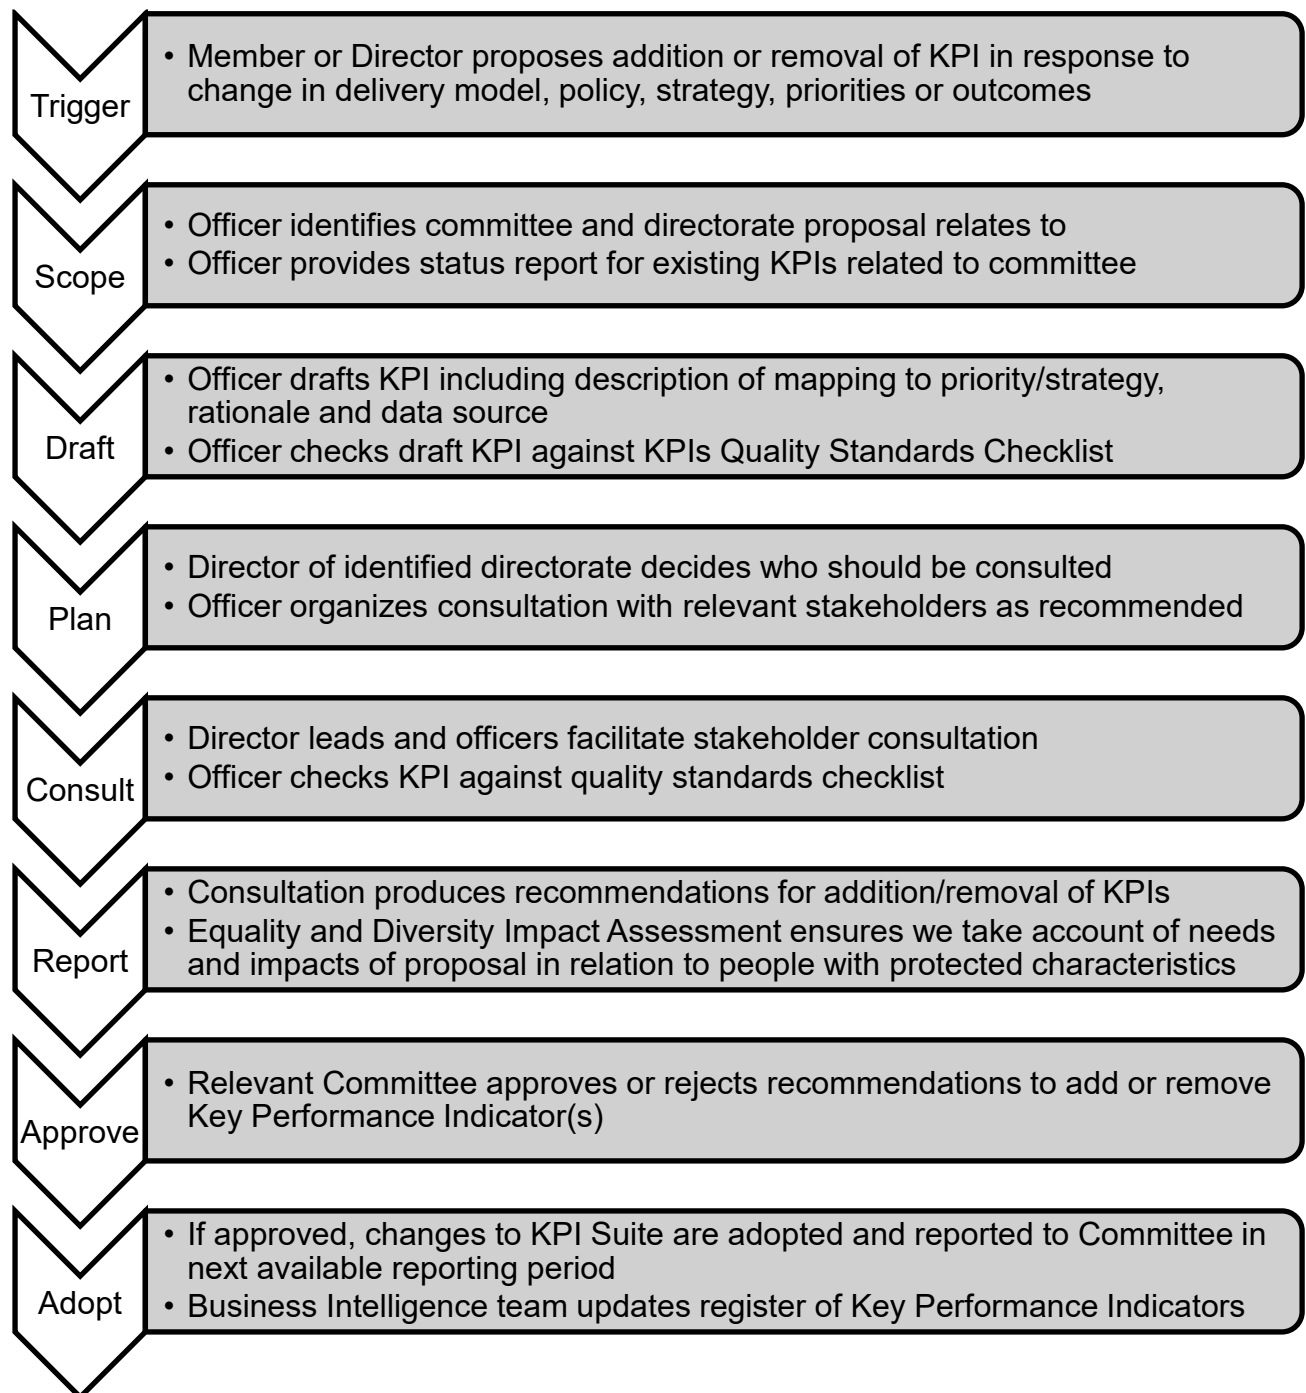 Trigger
• Member or Director proposes addition or removal of KPI in response to
change in delivery model, policy, strategy, priorities or outcomes
Scope
• Officer identifies committee and directorate proposal relates to
• Officer provides status report for existing KPIs related to committee
Draft
• Officer drafts KPI including description of mapping to priority/strategy,
rationale and data source
• Officer checks draft KPI against KPIs Quality Standards Checklist
Plan
• Director of identified directorate decides who should be consulted
• Officer organizes consultation with relevant stakeholders as recommended
Consult
• Director leads and officers facilitate stakeholder consultation
• Officer checks KPI against quality standards checklist
Report
• Consultation produces recommendations for addition/removal of KPIs
• Equality and Diversity Impact Assessment ensures we take account of needs
and impacts of proposal in relation to people with protected characteristics
Approve
• Relevant Committee approves or rejects recommendations to add or remove
Key Performance Indicator(s)
Adopt
• If approved, changes to KPI Suite are adopted and reported to Committee in
next available reporting period
• Business Intelligence team updates register of Key Performance Indicators